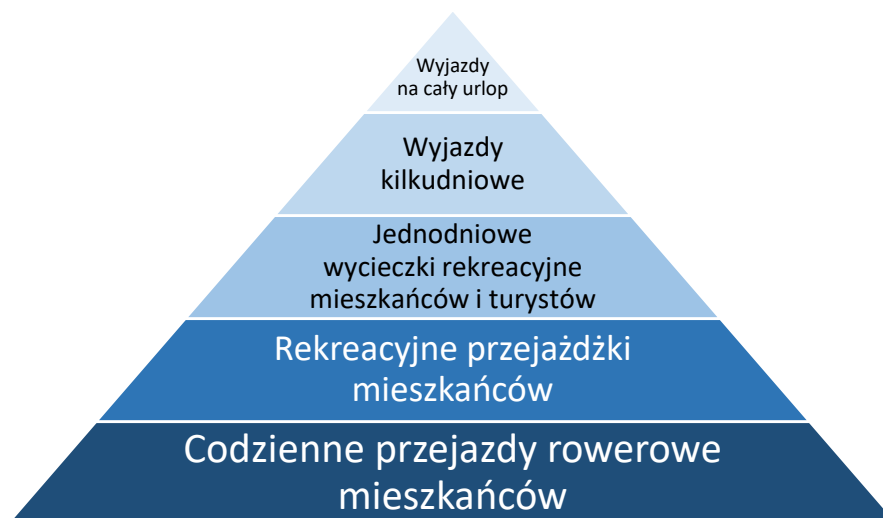 Wyjazdy
na cały urlop
Wyjazdy
kilkudniowe
Jednodniowe
wycieczki rekreacyjne
mieszkańców i turystów
Rekreacyjne przejażdżki
mieszkańców
Codzienne przejazdy rowerowe
mieszkańców